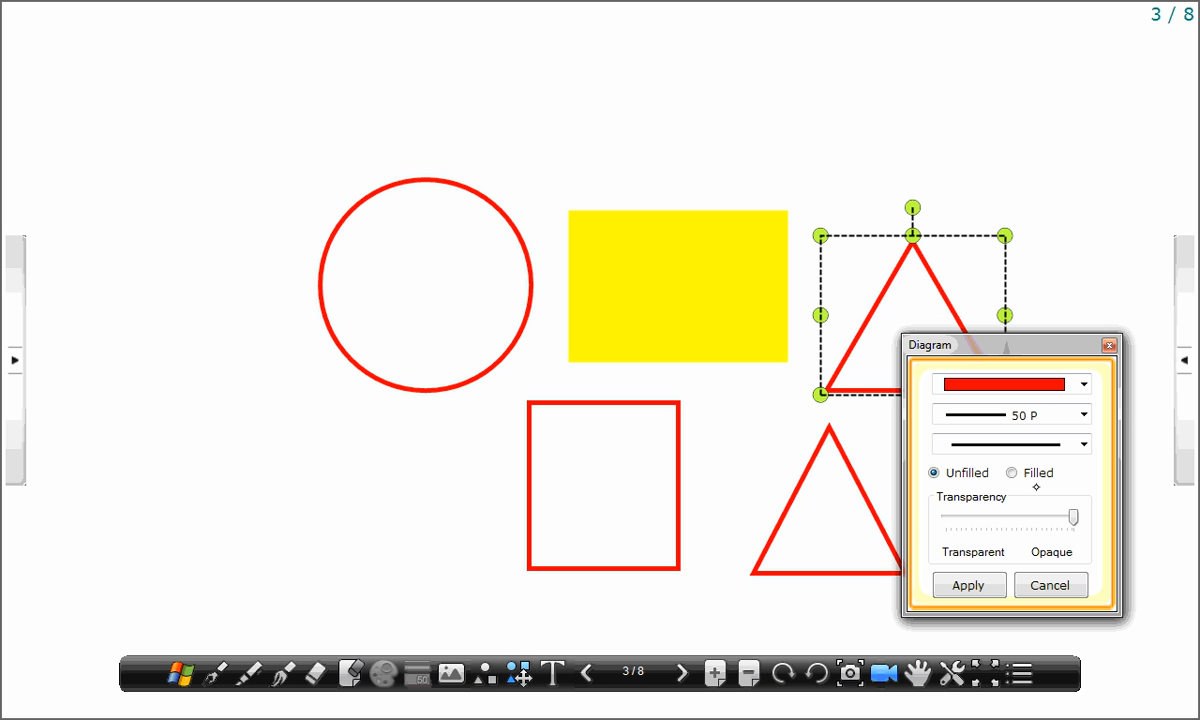 3 / 8
Diagram
50 P
Unfilled Filled
Transparency
Transparent Opaque
Apply Cancel
50 T 3/8